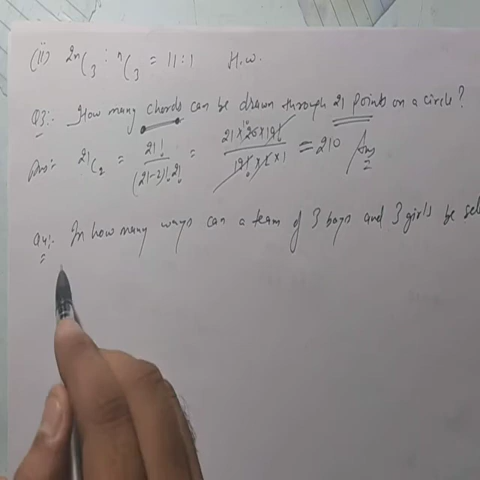 (ii) 2nC3 : nC3 = 11:1 H.W.
Q3:- How many chords can be drawn through 21 points on a circle?
21C2 = 21! / (21-2)! 2! = 21 × 20 × 19! / 19! × 2 × 1 = 210 Ans
Q4:- In how many ways can a team of 3 boys and 3 girls be sel